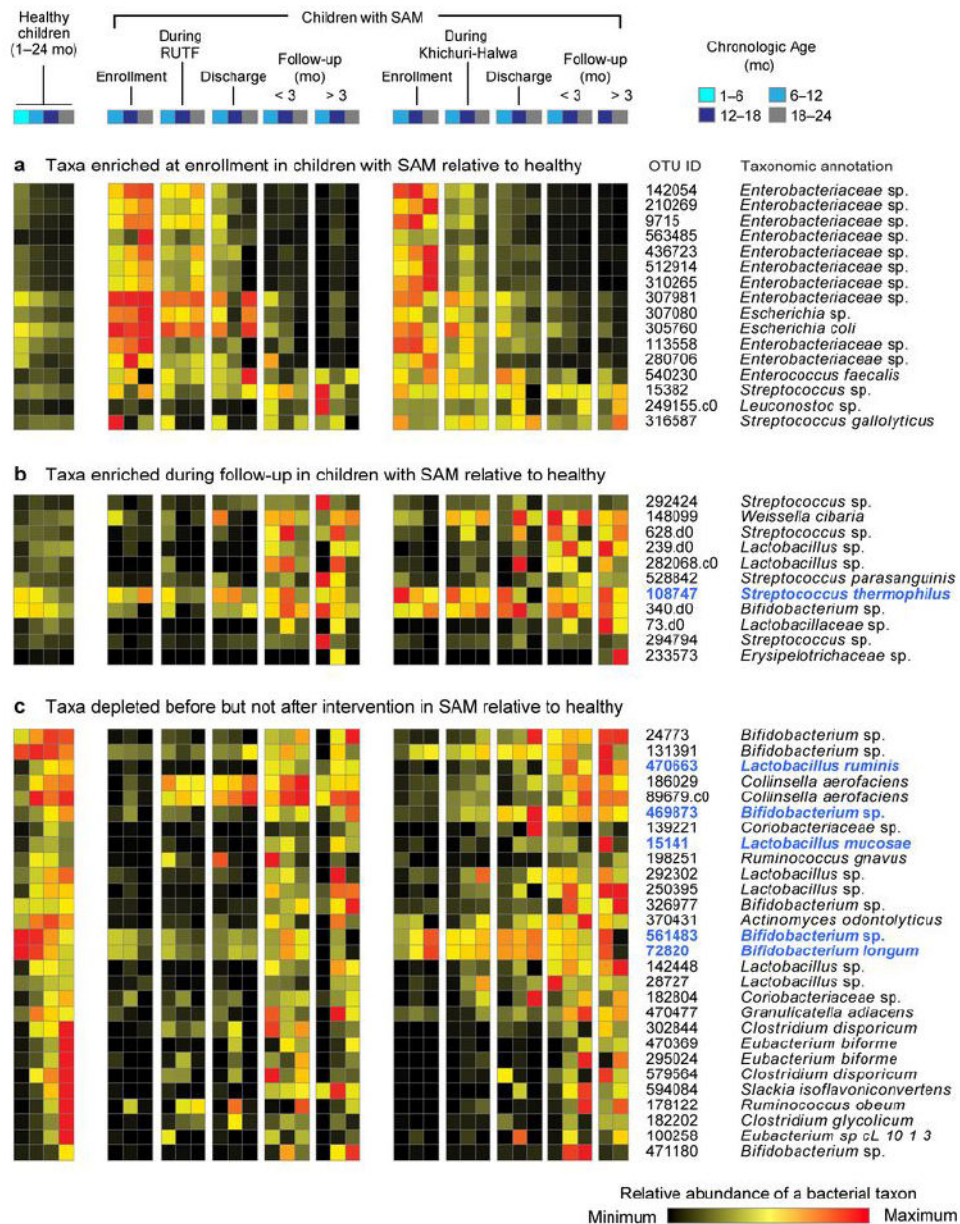 Healthy
children
(1–24 mo)
Children with SAM
During
RUTF
Enrollment
Discharge
Follow-up
(mo)
< 3
> 3
During
Khichuri-Halwa
Enrollment
Discharge
Follow-up
(mo)
< 3
> 3
Chronologic Age
(mo)
1–6
6–12
12–18
18–24
a Taxa enriched at enrollment in children with SAM relative to healthy
OTU ID Taxonomic annotation
142054 Enterobacteriaceae sp.
210269 Enterobacteriaceae sp.
9715 Enterobacteriaceae sp.
563485 Enterobacteriaceae sp.
436723 Enterobacteriaceae sp.
512914 Enterobacteriaceae sp.
310265 Enterobacteriaceae sp.
307981 Enterobacteriaceae sp.
307080 Escherichia sp.
305760 Escherichia coli
113558 Enterobacteriaceae sp.
280706 Enterobacteriaceae sp.
540230 Enterococcus faecalis
15382 Streptococcus sp.
249155.c0 Leuconostoc sp.
316587 Streptococcus gallolyticus
b Taxa enriched during follow-up in children with SAM relative to healthy
292424 Streptococcus sp.
148099 Weissella cibaria
628.d0 Streptococcus sp.
239.d0 Lactobacillus sp.
282068.c0 Lactobacillus sp.
528842 Streptococcus parasanguinis
108747 Streptococcus thermophilus
340.d0 Bifidobacterium sp.
73.d0 Lactobacillaceae sp.
294794 Streptococcus sp.
233573 Erysipelotrichaceae sp.
c Taxa depleted before but not after intervention in SAM relative to healthy
24773 Bifidobacterium sp.
131391 Bifidobacterium sp.
470663 Lactobacillus ruminis
186029 Collinsella aerofaciens
89679.c0 Collinsella aerofaciens
469873 Bifidobacterium sp.
139221 Coriobacteriaceae sp.
15141 Lactobacillus mucosae
198251 Ruminococcus gnavus
292302 Lactobacillus sp.
250395 Lactobacillus sp.
326977 Bifidobacterium sp.
370431 Actinomyces odontolyticus
561483 Bifidobacterium sp.
72820 Bifidobacterium longum
142448 Lactobacillus sp.
28727 Lactobacillus sp.
182804 Coriobacteriaceae sp.
470477 Granulicatella adiacens
302844 Clostridium disporicum
470369 Eubacterium biforme
295024 Eubacterium biforme
579564 Clostridium disporicum
594084 Slackia isoflavoniconvertens
178122 Ruminococcus obeum
182202 Clostridium glycolicum
100258 Eubacterium sp cL 10 1 3
471180 Bifidobacterium sp.
Relative abundance of a bacterial taxon
Minimum Maximum